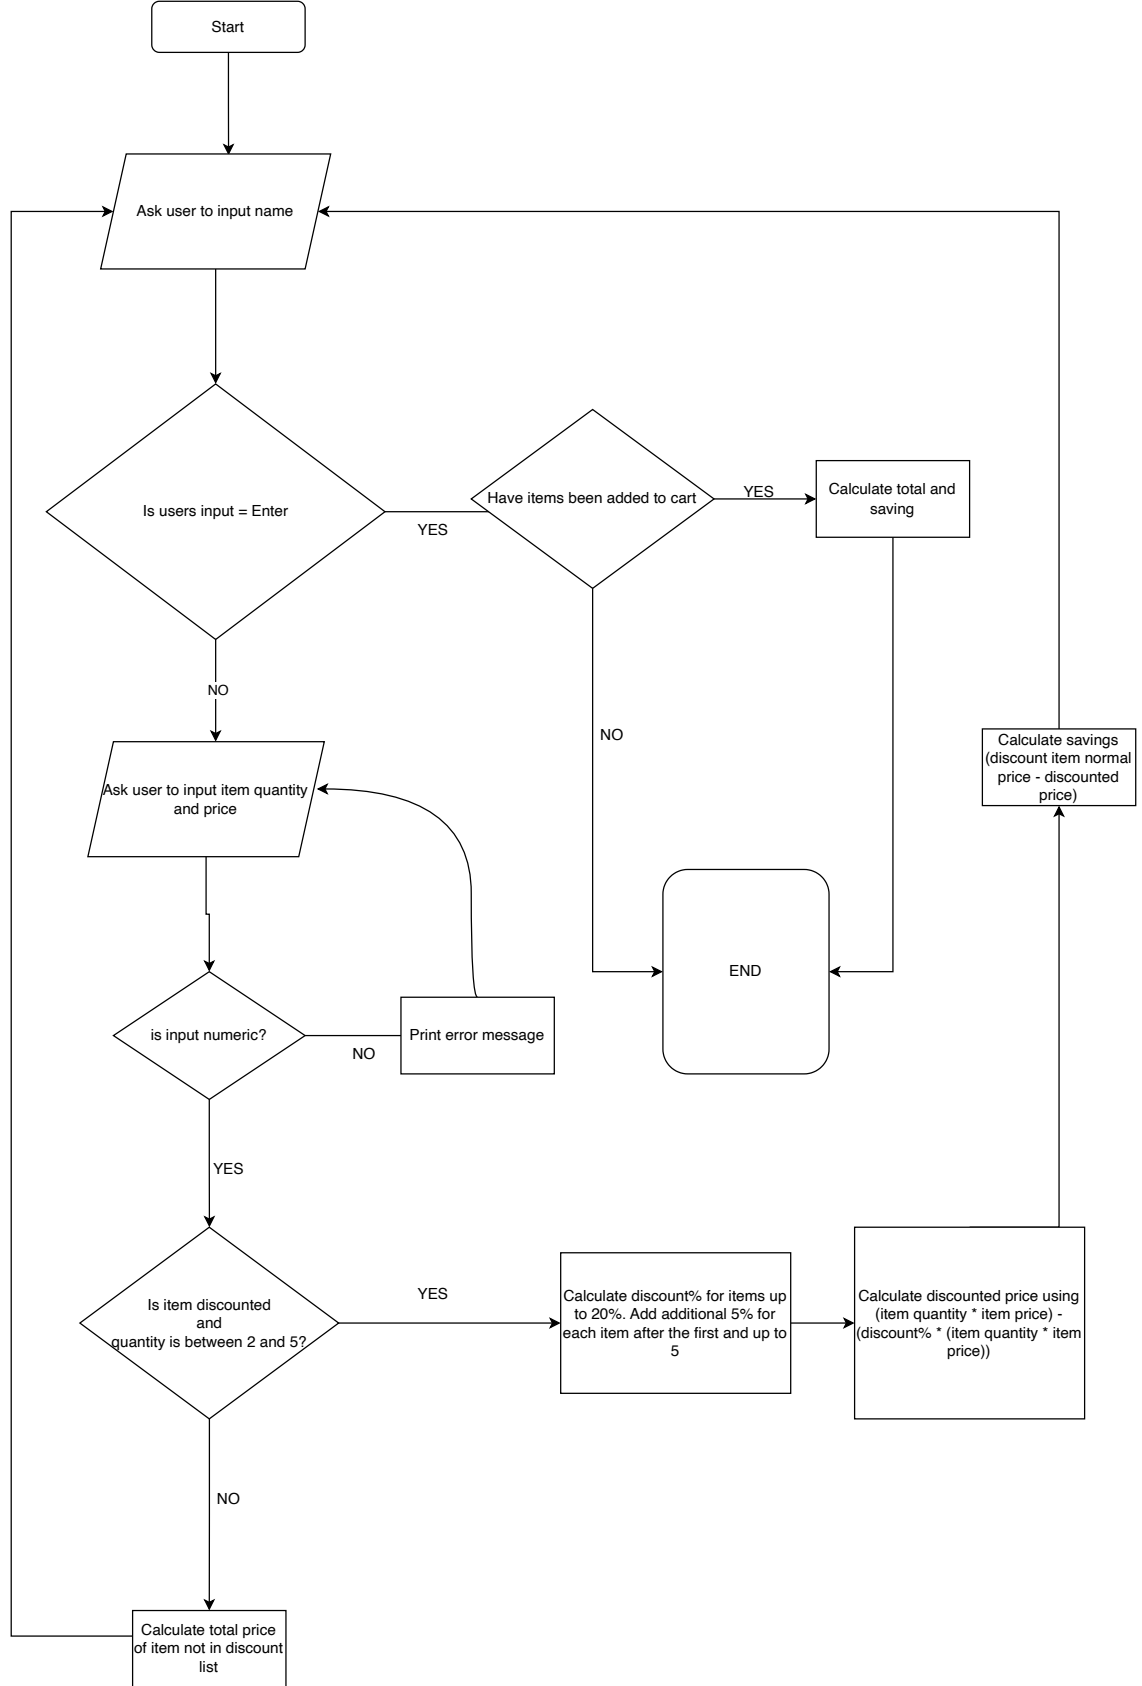 Start
Ask user to input name
Is users input = Enter
YES
Have items been added to cart
YES
Calculate total and
saving
NO
NO
Ask user to input item quantity
and price
Calculate savings
(discount item normal
price - discounted
price)
END
is input numeric?
NO
Print error message
YES
Is item discounted
and
quantity is between 2 and 5?
YES
Calculate discount% for items up
to 20%. Add additional 5% for
each item after the first and up to
5
Calculate discounted price using
(item quantity * item price) -
(discount% * (item quantity * item
price))
NO
Calculate total price
of item not in discount
list